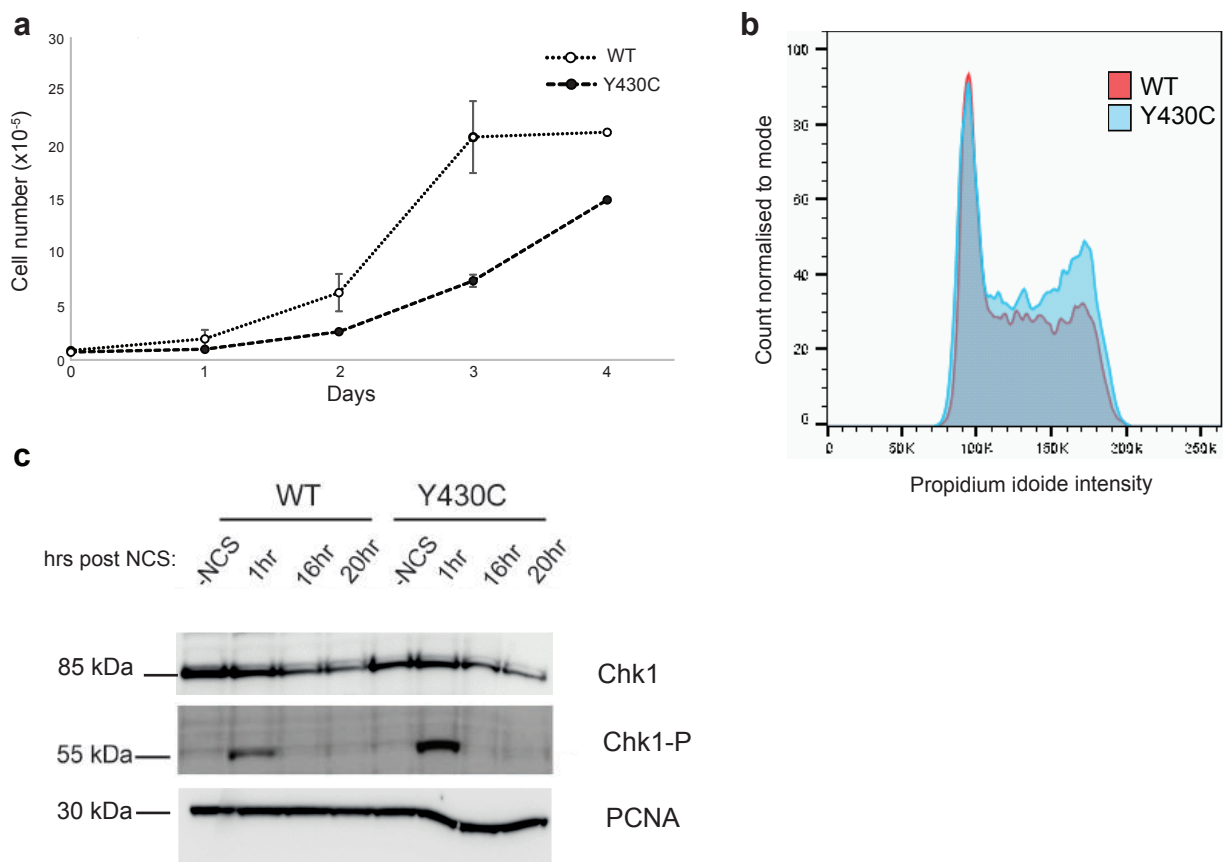 a
30
25
20
15
10
5
0
Cell number (x10-5)
WT
Y430C
0 1 2 3 4
Days
b
100
80
60
40
20
0
Count normalised to mode
WT
Y430C
0 50K 100K 150K 200K 250K
Propidium idoide intensity
c
WT Y430C
hrs post NCS: -NCS 1hr 16hr 20hr -NCS 1hr 16hr 20hr
85 kDa Chk1
55 kDa Chk1-P
30 kDa PCNA